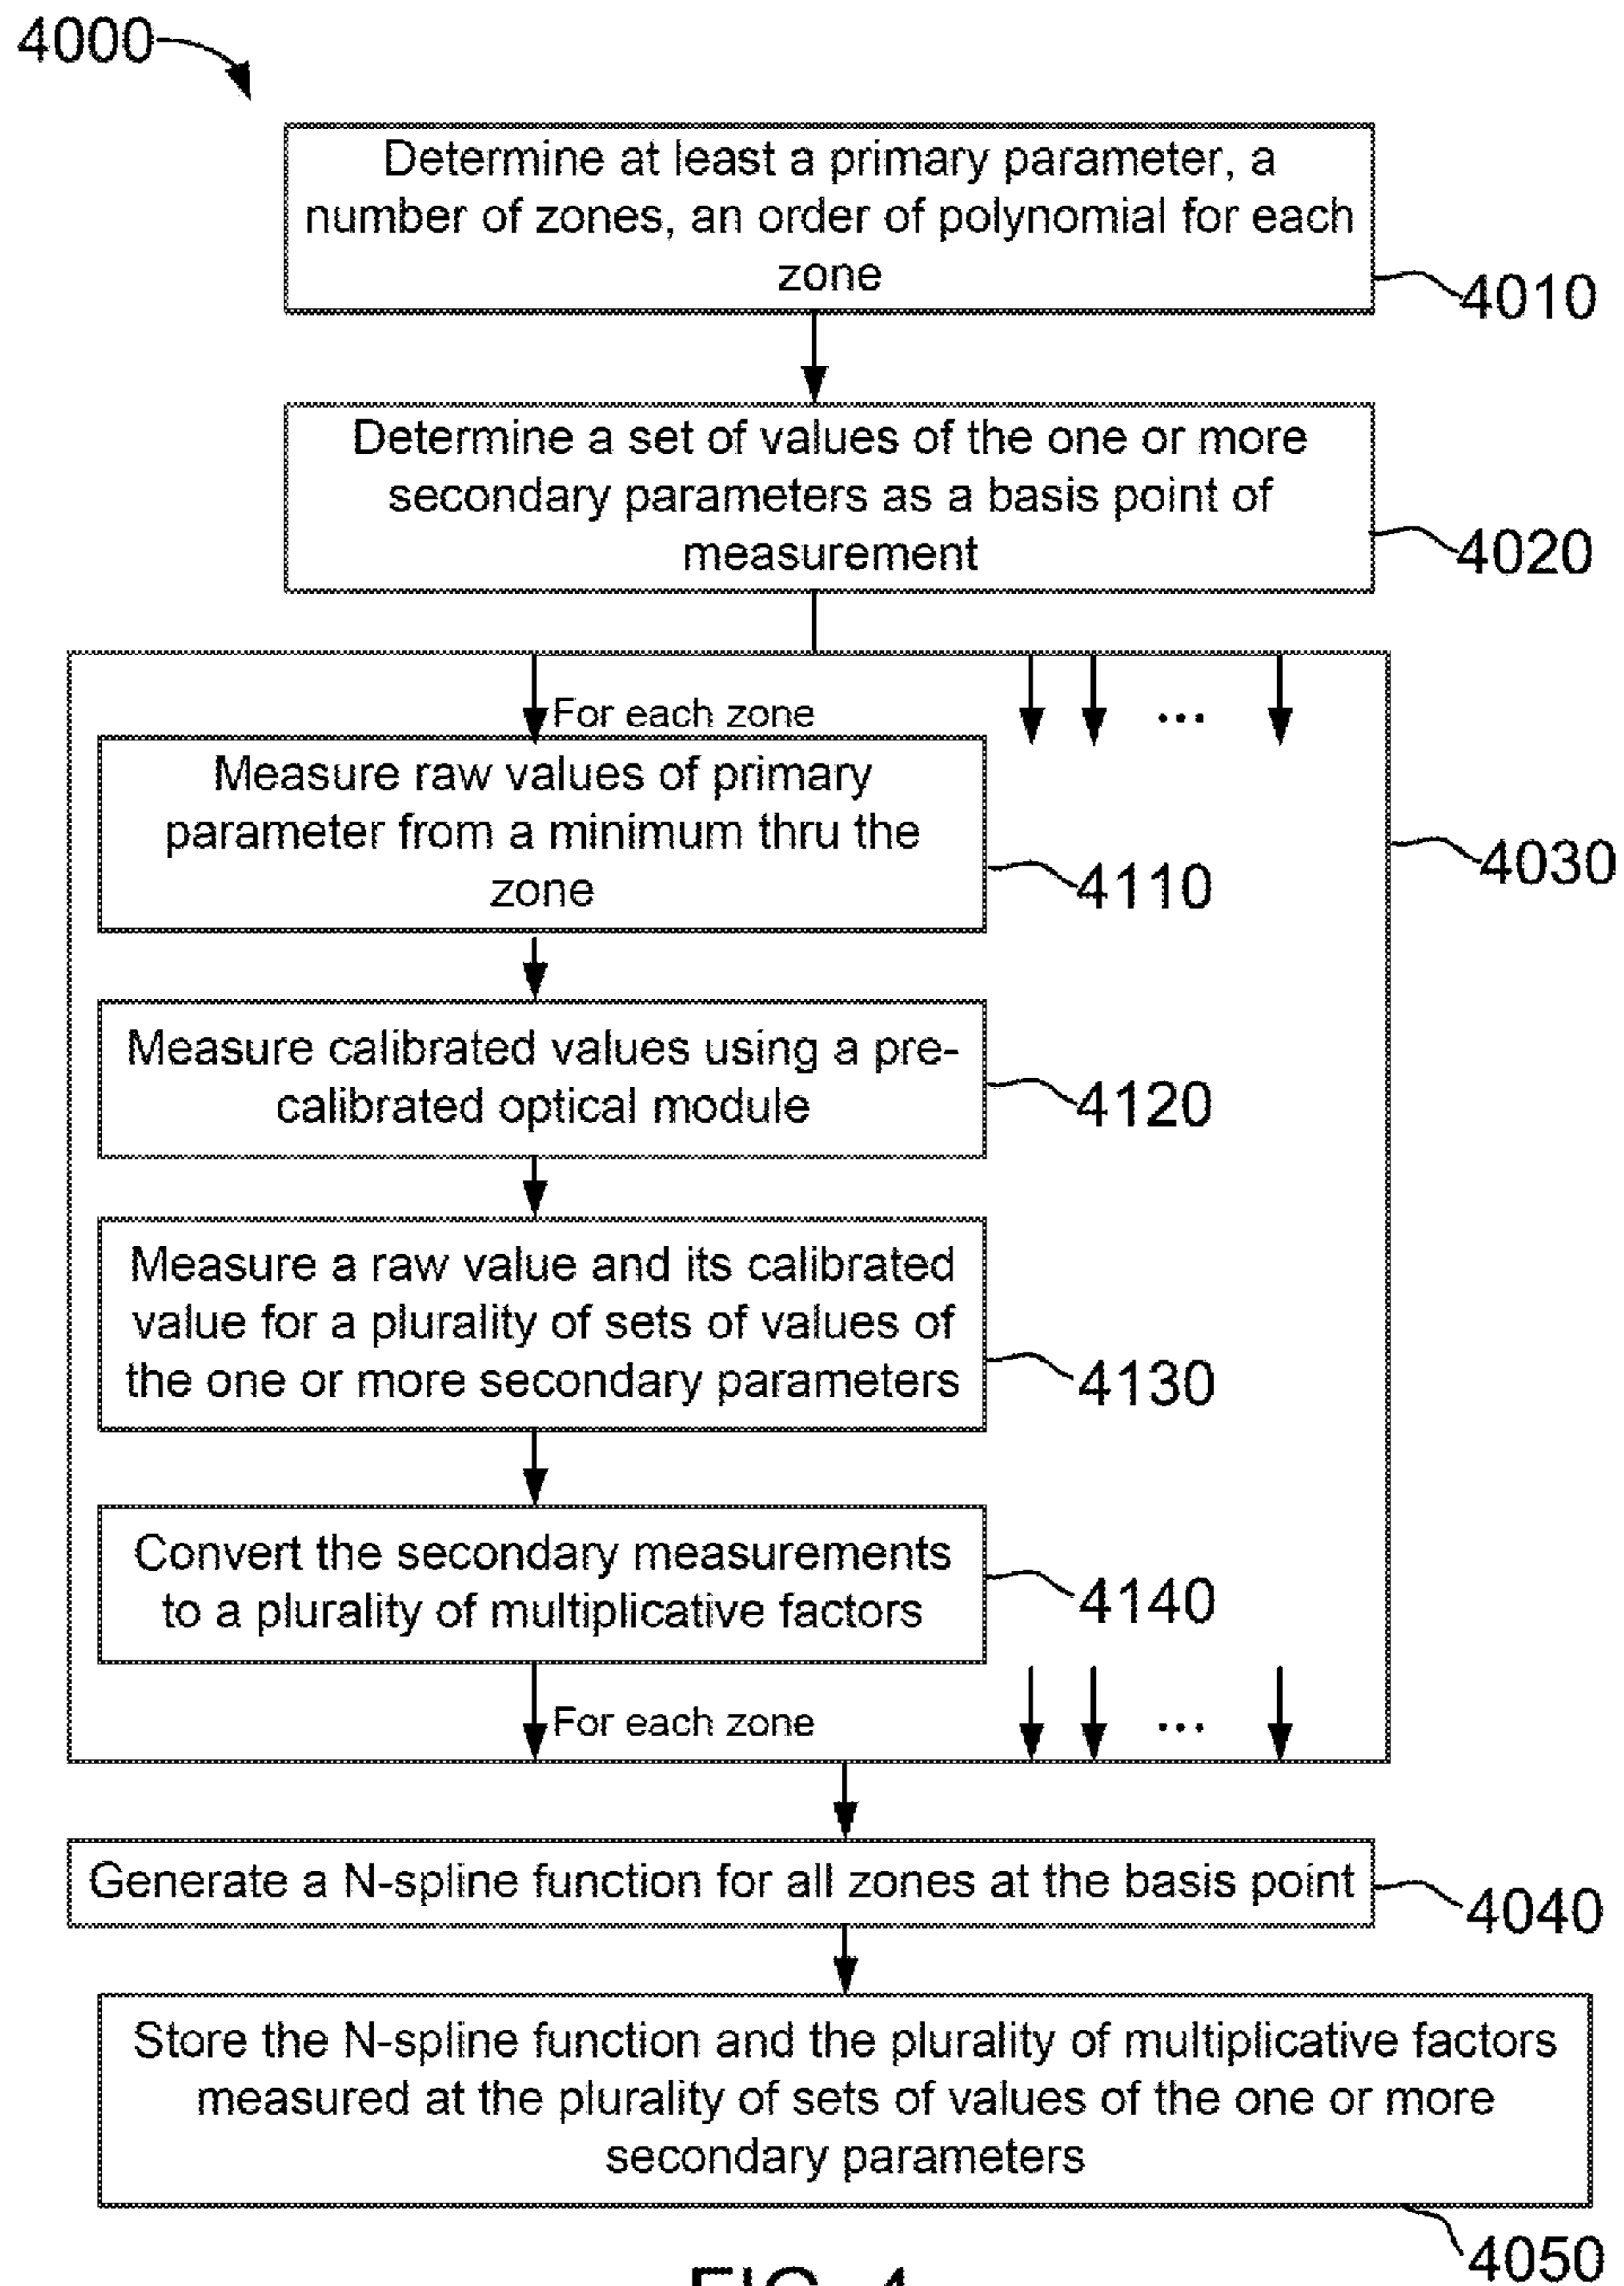 4000
Determine at least a primary parameter, a
number of zones, an order of polynomial for each
zone
4010
Determine a set of values of the one or more
secondary parameters as a basis point of
measurement
4020
For each zone
...
Measure raw values of primary
parameter from a minimum thru the
zone
4110
4030
Measure calibrated values using a pre-
calibrated optical module
4120
Measure a raw value and its calibrated
value for a plurality of sets of values of
the one or more secondary parameters
4130
Convert the secondary measurements
to a plurality of multiplicative factors
4140
For each zone
...
Generate a N-spline function for all zones at the basis point
4040
Store the N-spline function and the plurality of multiplicative factors
measured at the plurality of sets of values of the one or more
secondary parameters
4050
FIG. 4